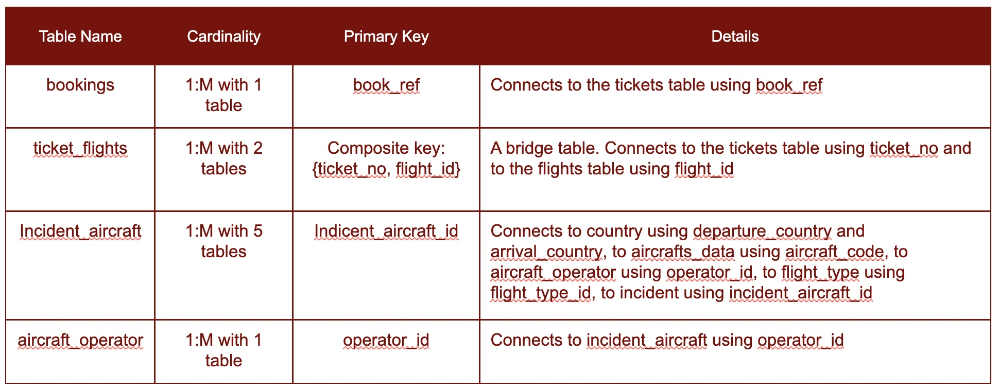 Table Name Cardinality Primary Key Details
bookings 1:M with 1 book_ref Connects to the tickets table using book_ref
table
ticket_flights 1:M with 2 Composite key: A bridge table. Connects to the tickets table using ticket_no and
tables {ticket_no, flight_id} to the flights table using flight_id
Incident_aircraft 1:M with 5 Indicent_aircraft_id Connects to country using departure_country and
tables arrival_country, to aircrafts_data using aircraft_code, to
aircraft_operator using operator_id, to flight_type using
flight_type_id, to incident using incident_aircraft_id
aircraft_operator 1:M with 1 operator_id Connects to incident_aircraft using operator_id
table